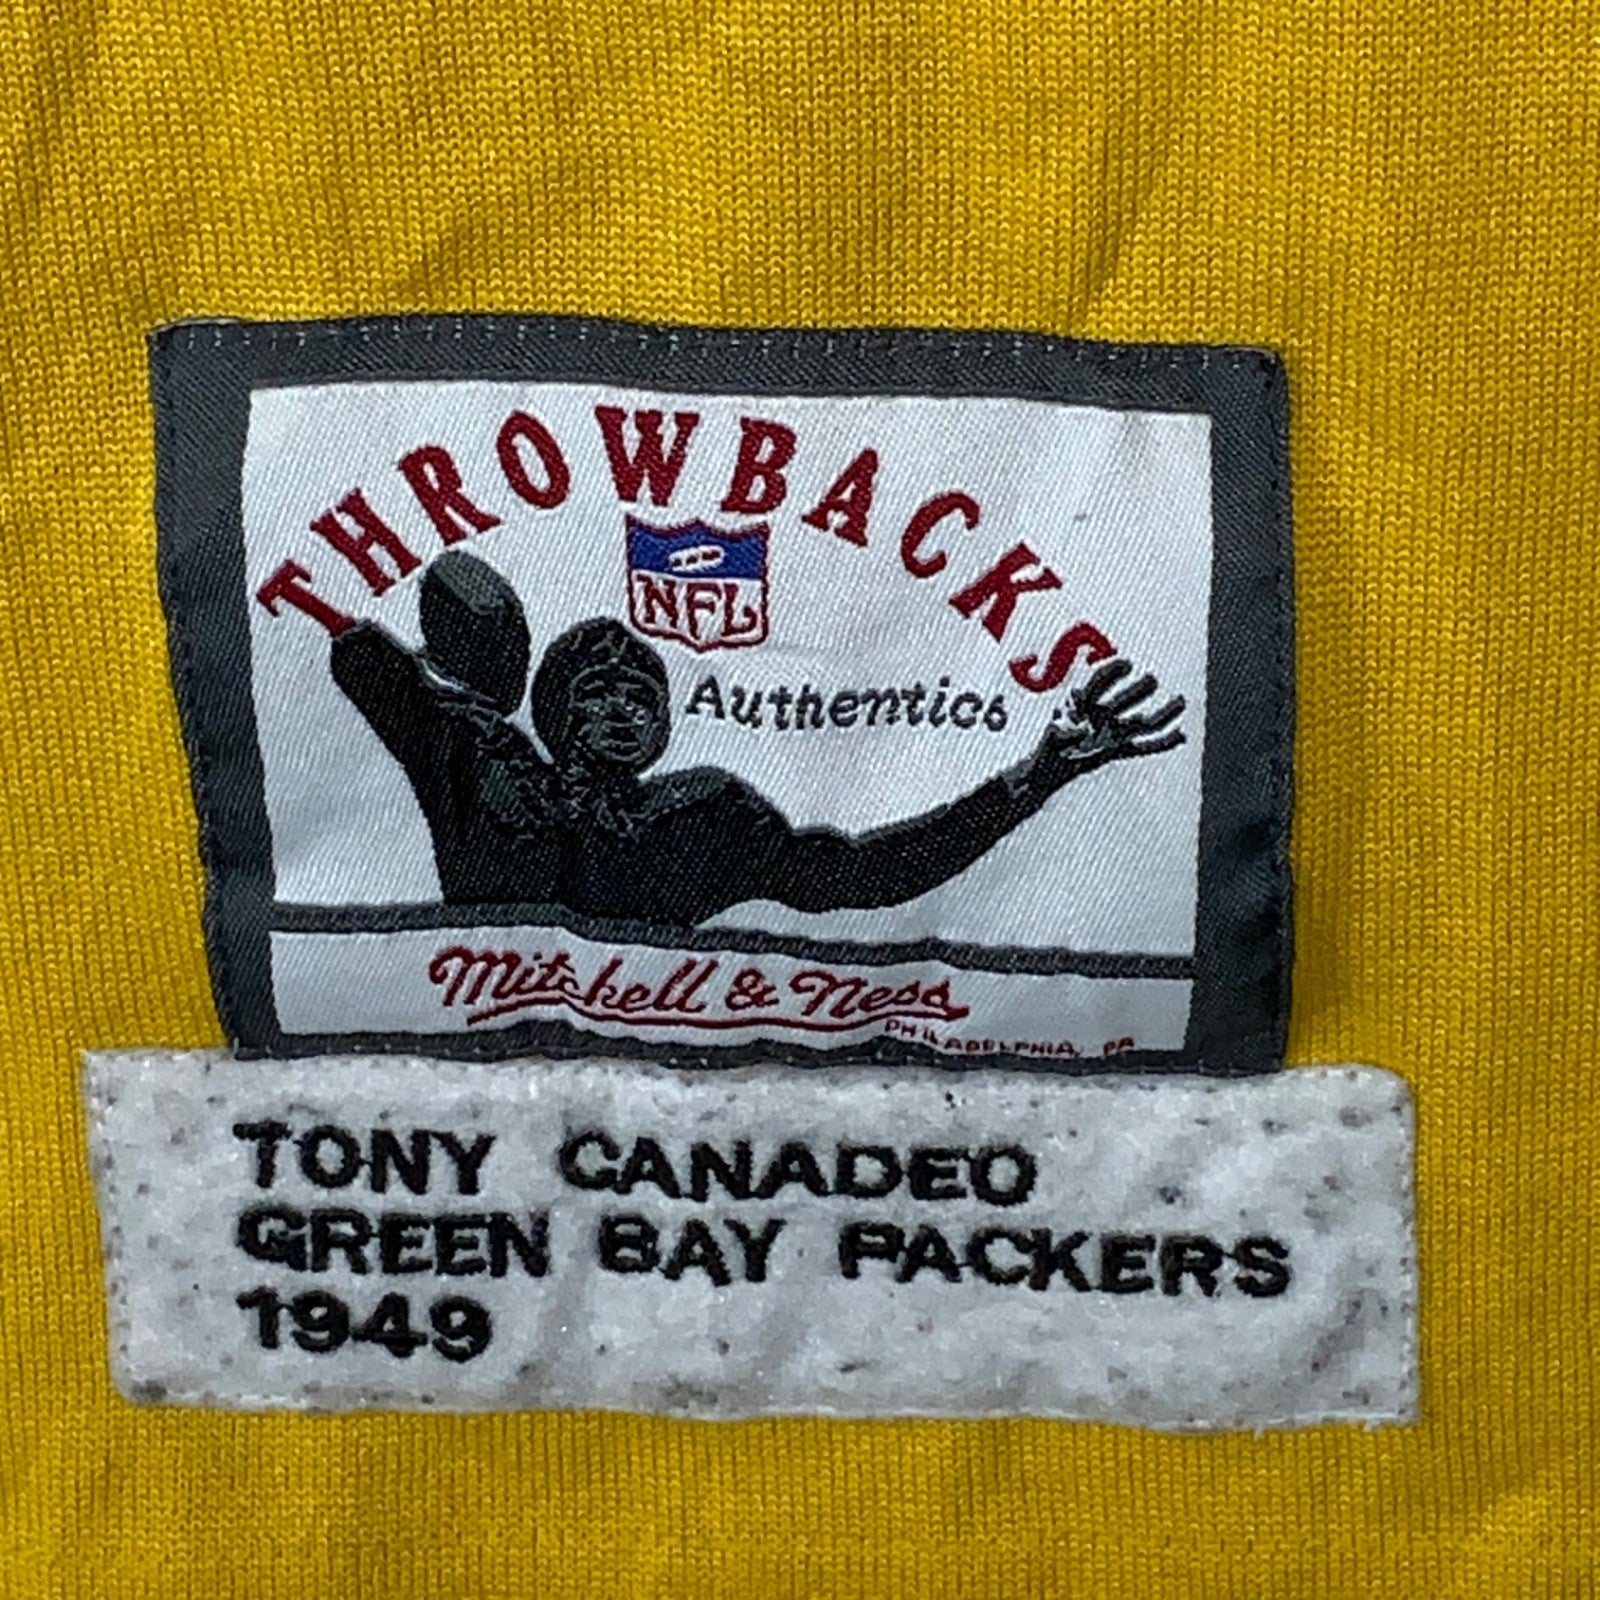 THROWBACKS
NFL
Authentics
Mitchell & Ness
PHILADELPHIA, PA
TONY CANADEO
GREEN BAY PACKERS
1949